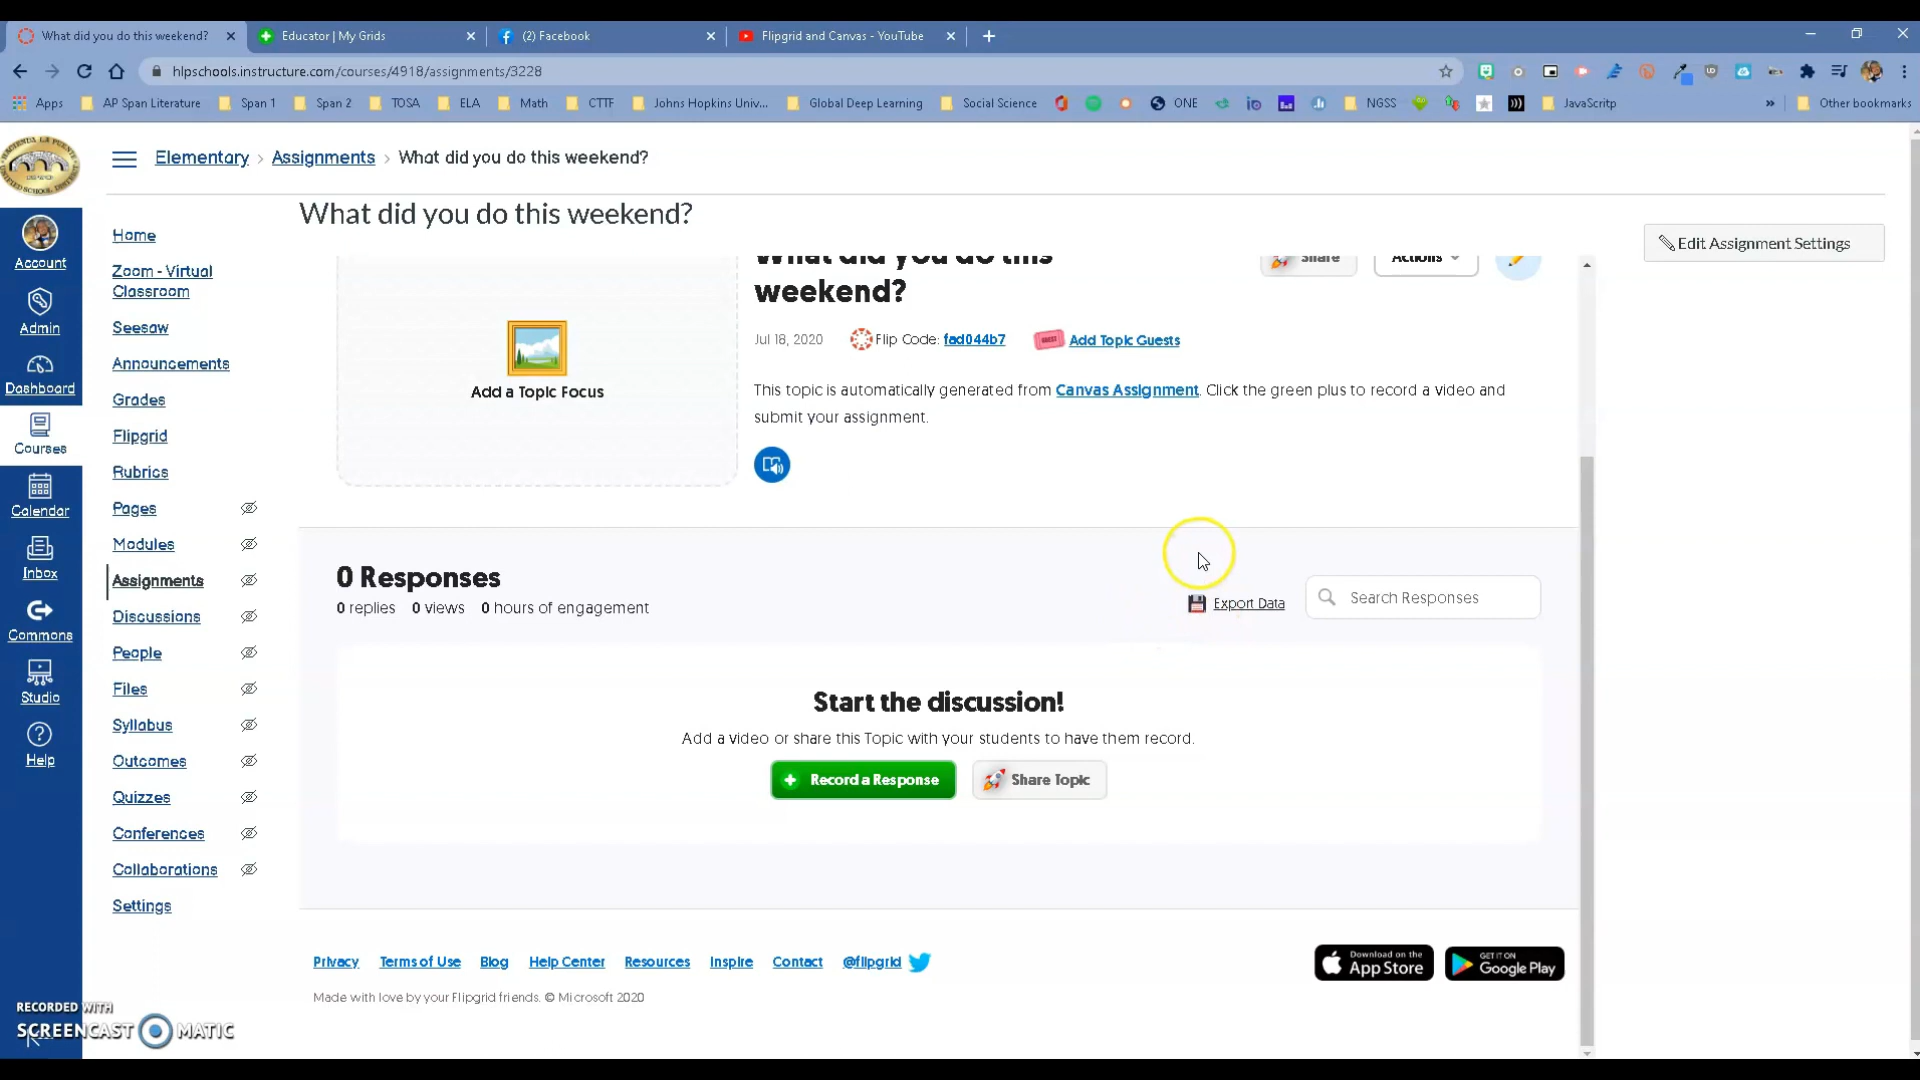 What did you do this weekend?
Educator | My Grids
(2) Facebook
Flipgrid and Canvas - YouTube
hlpschools.instructure.com/courses/4918/assignments/3228
Apps
AP Span Literature
Span 1
Span 2
TOSA
ELA
Math
CTTF
Johns Hopkins Univ...
Global Deep Learning
Social Science
ONE
NGSS
JavaScritp
»
Other bookmarks
Elementary › Assignments › What did you do this weekend?
What did you do this weekend?
Edit Assignment Settings
Account
Admin
Dashboard
Courses
Calendar
Inbox
Commons
Studio
Help
Home
Zoom - Virtual
Classroom
Seesaw
Announcements
Grades
Flipgrid
Rubrics
Pages
Modules
Assignments
Discussions
People
Files
Syllabus
Outcomes
Quizzes
Conferences
Collaborations
Settings
Add a Topic Focus
What did you do this
weekend?
Share
Actions
Jul 18, 2020
Flip Code: fad044b7
GUEST
Add Topic Guests
This topic is automatically generated from Canvas Assignment. Click the green plus to record a video and
submit your assignment.
0 Responses
0 replies 0 views 0 hours of engagement
Export Data
Search Responses
Start the discussion!
Add a video or share this Topic with your students to have them record.
+ Record a Response
Share Topic
Privacy
Terms of Use
Blog
Help Center
Resources
Inspire
Contact
@flipgrid
Download on the
App Store
GET IT ON
Google Play
Made with love by your Flipgrid friends. © Microsoft 2020
RECORDED WITH
SCREENCAST MATIC